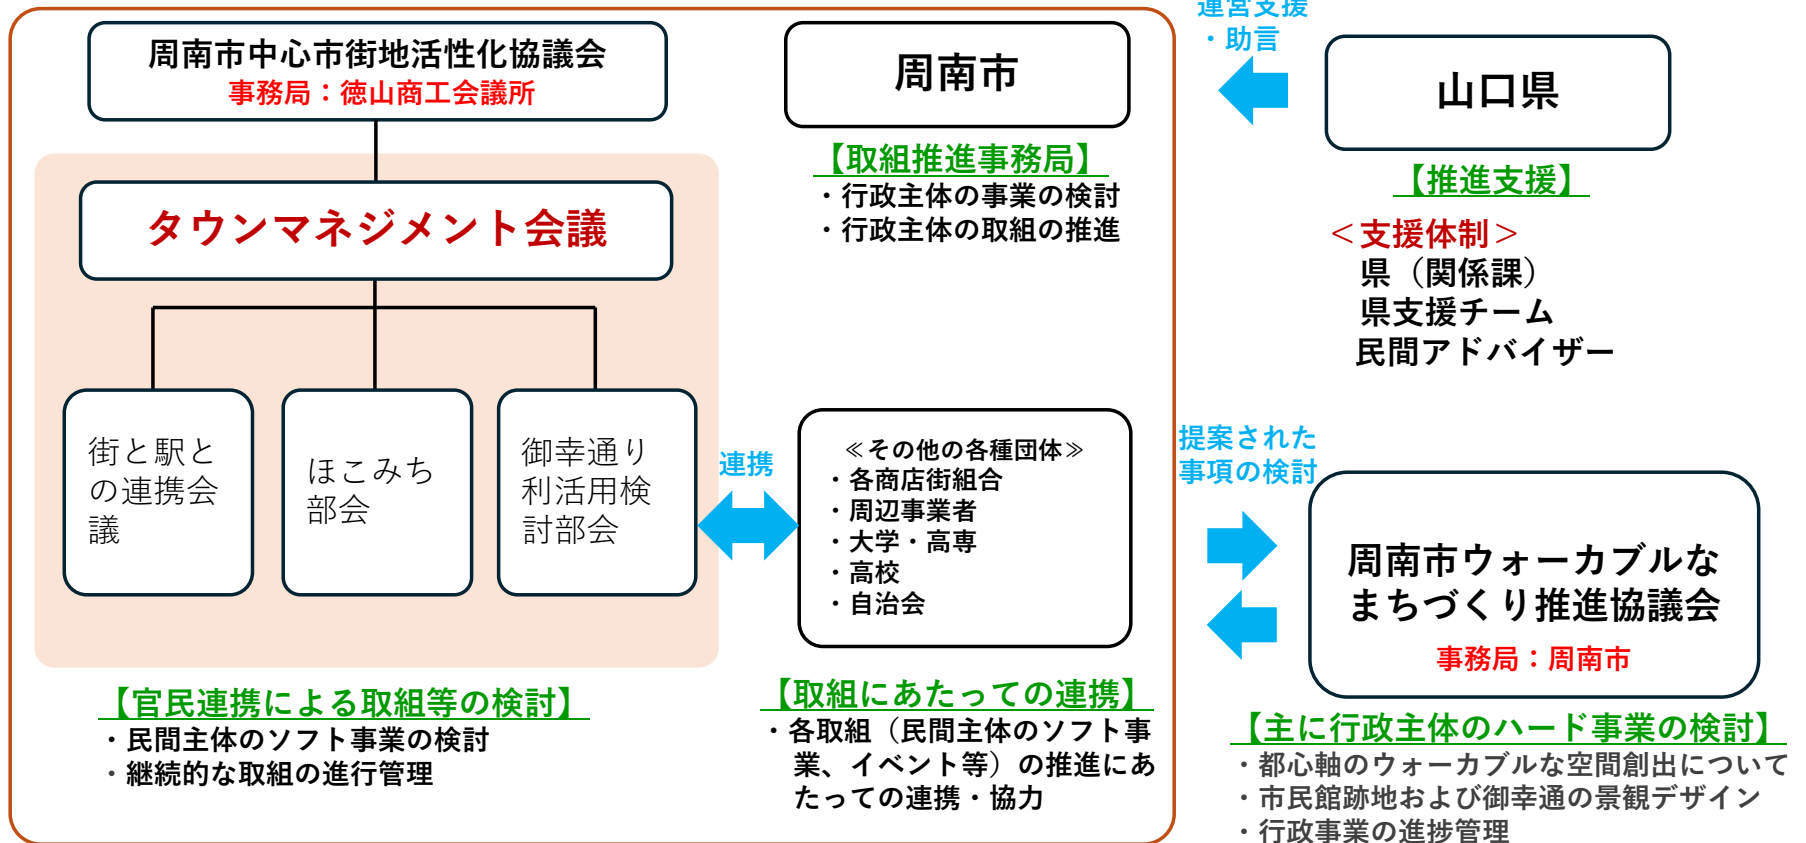 周南市中心市街地活性化協議会
事務局：徳山商工会議所
タウンマネジメント会議
街と駅と
の連携会
議
ほこみち
部会
御幸通り
利活用検
討部会
【官民連携による取組等の検討】
・民間主体のソフト事業の検討
・継続的な取組の進行管理
周南市
【取組推進事務局】
・行政主体の事業の検討
・行政主体の取組の推進
連携
≪その他の各種団体≫
・各商店街組合
・周辺事業者
・大学・高専
・高校
・自治会
【取組にあたっての連携】
・各取組（民間主体のソフト事
業、イベント等）の推進にあ
たっての連携・協力
運営支援
・助言
山口県
【推進支援】
＜支援体制＞
県（関係課）
県支援チーム
民間アドバイザー
提案された
事項の検討
周南市ウォーカブルな
まちづくり推進協議会
事務局：周南市
【主に行政主体のハード事業の検討】
・都心軸のウォーカブルな空間創出について
・市民館跡地および御幸通の景観デザイン
・行政事業の進捗管理